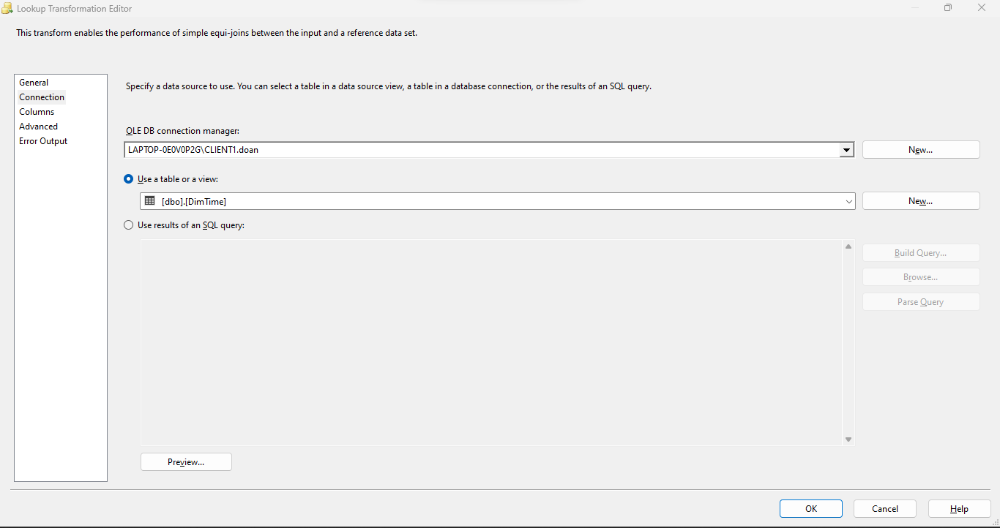 Lookup Transformation Editor
This transform enables the performance of simple equi-joins between the input and a reference data set.
General
Connection
Columns
Advanced
Error Output
Specify a data source to use. You can select a table in a data source view, a table in a database connection, or the results of an SQL query.
OLE DB connection manager:
LAPTOP-0E0V0P2G\CLIENT1.doan
New...
Use a table or a view:
[dbo].[DimTime]
New...
Use results of an SQL query:
Build Query...
Browse...
Parse Query
Preview...
OK
Cancel
Help